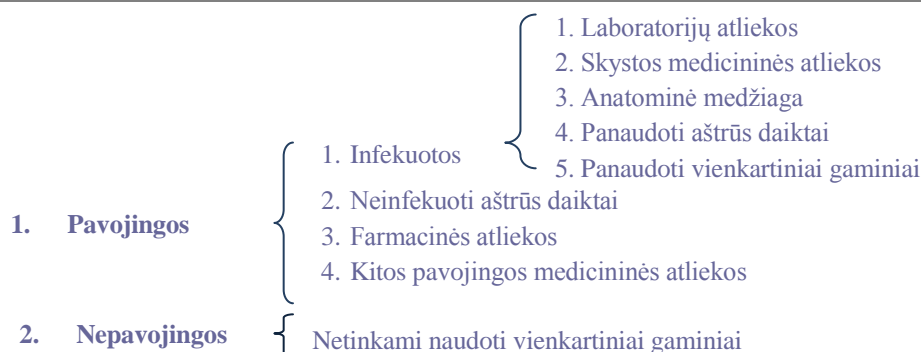 1. Laboratorijų atliekos
2. Skystos medicininės atliekos
3. Anatominė medžiaga
4. Panaudoti aštrūs daiktai
5. Panaudoti vienkartiniai gaminiai
1. Infekuotos
2. Neinfekuoti aštrūs daiktai
3. Farmacinės atliekos
4. Kitos pavojingos medicininės atliekos
1. Pavojingos
2. Nepavojingos
Netinkami naudoti vienkartiniai gaminiai